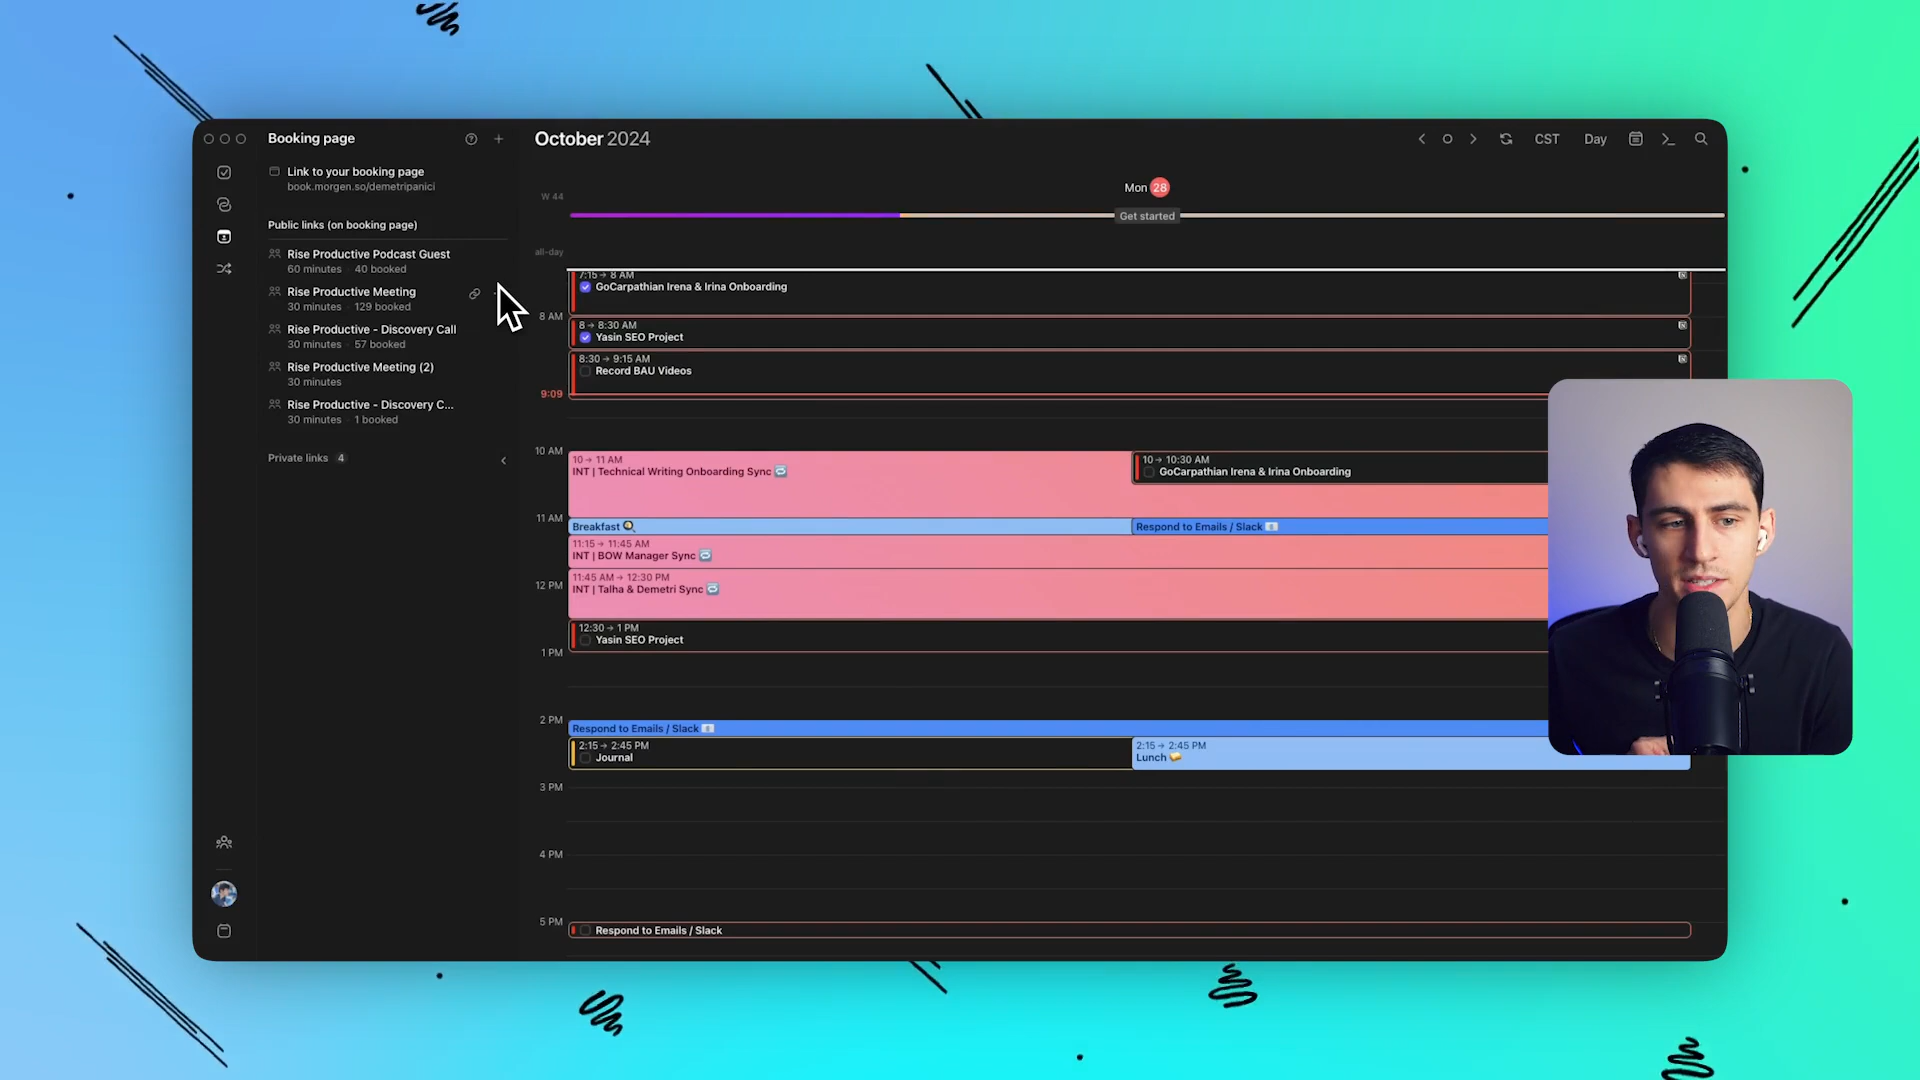 Booking page
Link to your booking page
book.morgen.so/demetripanici
Public links (on booking page)
Rise Productive Podcast Guest
60 minutes · 40 booked
Rise Productive Meeting
30 minutes · 129 booked
Rise Productive - Discovery Call
30 minutes · 57 booked
Rise Productive Meeting (2)
30 minutes
Rise Productive - Discovery C...
30 minutes · 1 booked
Private links 4
October 2024
CST
Day
W 44
Mon 28
Get started
all-day
7:15 → 8 AM
GoCarpathian Irena & Irina Onboarding
8 AM
8 → 8:30 AM
Yasin SEO Project
8:30 → 9:15 AM
Record BAU Videos
9:09
10 AM
10 → 11 AM
INT | Technical Writing Onboarding Sync
10 → 10:30 AM
GoCarpathian Irena & Irina Onboarding
11 AM
Breakfast
Respond to Emails / Slack
11:15 → 11:45 AM
INT | BOW Manager Sync
11:45 AM → 12:30 PM
12 PM
INT | Talha & Demetri Sync
12:30 → 1 PM
Yasin SEO Project
1 PM
2 PM
Respond to Emails / Slack
2:15 → 2:45 PM
Journal
2:15 → 2:45 PM
Lunch
3 PM
4 PM
5 PM
Respond to Emails / Slack